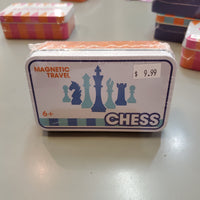 MAGNETIC
TRAVEL
$ 9.99
6+
CHESS